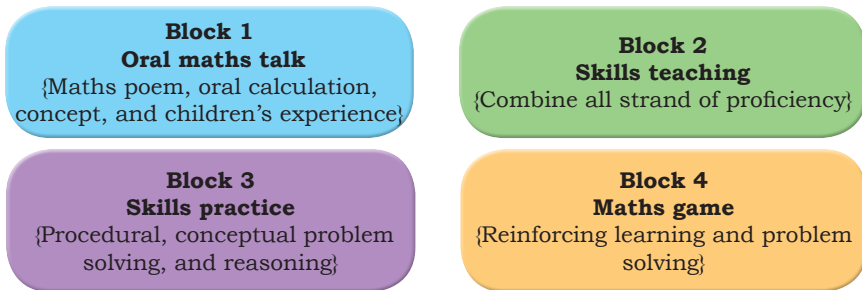 Block 1
Oral maths talk
{Maths poem, oral calculation,
concept, and children's experience}
Block 2
Skills teaching
{Combine all strand of proficiency}
Block 3
Skills practice
{Procedural, conceptual problem
solving, and reasoning}
Block 4
Maths game
{Reinforcing learning and problem
solving}